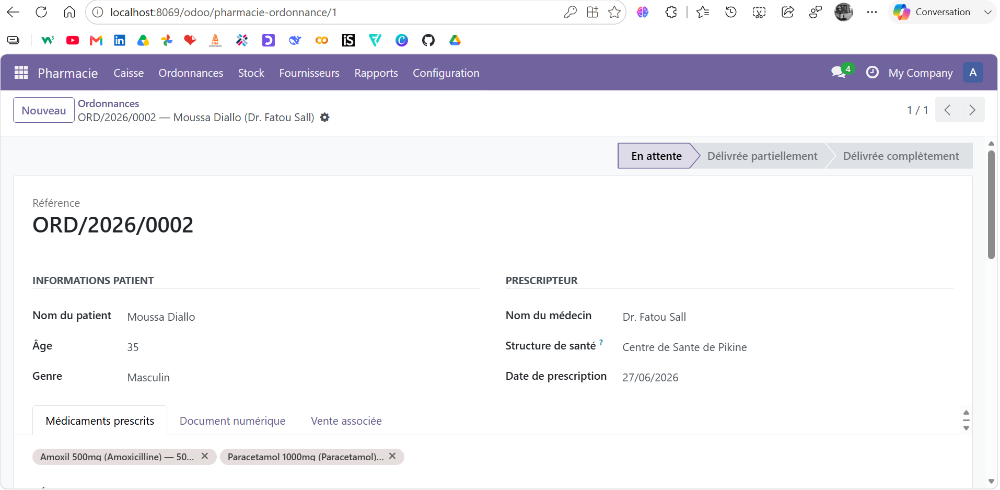 localhost:8069/odoo/pharmacie-ordonnance/1
Conversation
Pharmacie Caisse Ordonnances Stock Fournisseurs Rapports Configuration 4 My Company A
Nouveau
Ordonnances
ORD/2026/0002 — Moussa Diallo (Dr. Fatou Sall)
1 / 1
En attente Délivrée partiellement Délivrée complètement
Référence
ORD/2026/0002
INFORMATIONS PATIENT
Nom du patient Moussa Diallo
Âge 35
Genre Masculin
PRESCRIPTEUR
Nom du médecin Dr. Fatou Sall
Structure de santé ? Centre de Sante de Pikine
Date de prescription 27/06/2026
Médicaments prescrits Document numérique Vente associée
Amoxil 500mg (Amoxicilline) — 50... Paracetamol 1000mg (Paracetamol)...